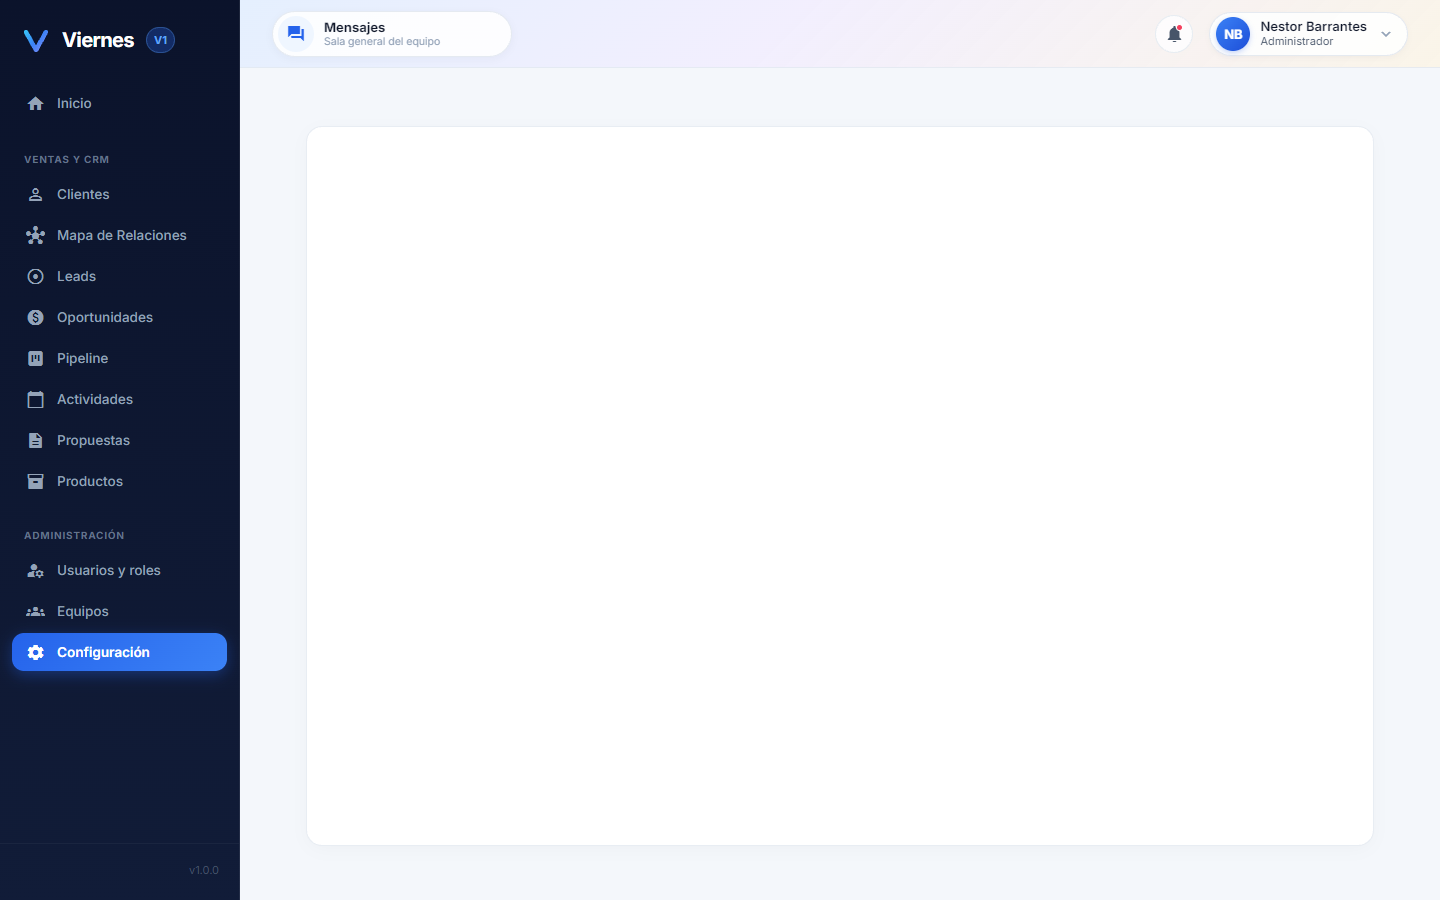 Viernes V1
Inicio
VENTAS Y CRM
Clientes
Mapa de Relaciones
Leads
Oportunidades
Pipeline
Actividades
Propuestas
Productos
ADMINISTRACIÓN
Usuarios y roles
Equipos
Configuración
v1.0.0
Mensajes
Sala general del equipo
NB
Nestor Barrantes
Administrador